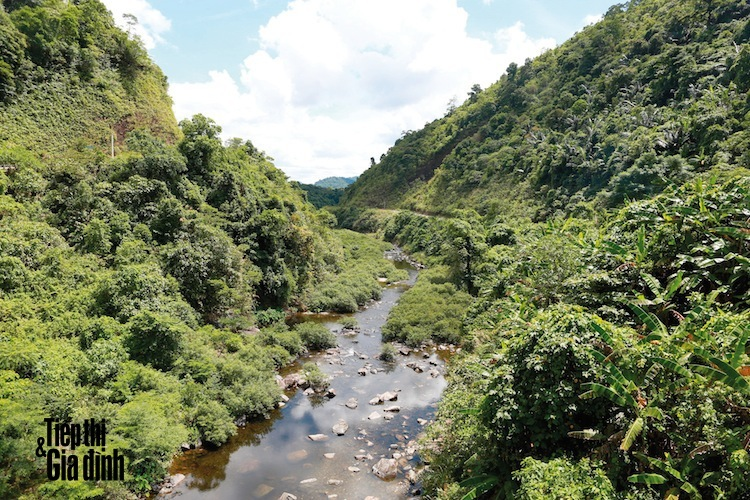 Tiếp thị
& Gia đình